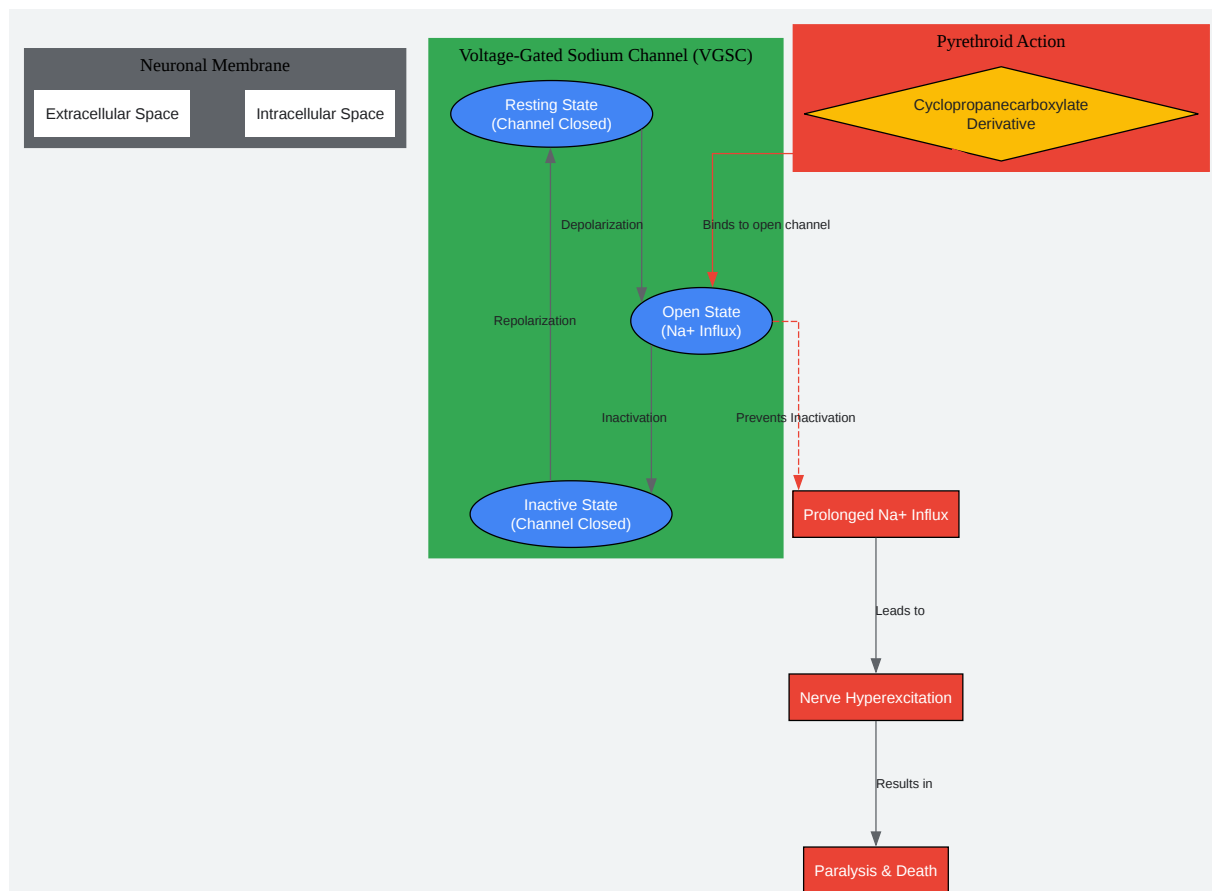 Neuronal Membrane
Extracellular Space
Intracellular Space
Voltage-Gated Sodium Channel (VGSC)
Resting State
(Channel Closed)
Pyrethroid Action
Cyclopropanecarboxylate
Derivative
Depolarization
Binds to open channel
Repolarization
Open State
(Na+ Influx)
Inactivation
Prevents Inactivation
Inactive State
(Channel Closed)
Prolonged Na+ Influx
Leads to
Nerve Hyperexcitation
Results in
Paralysis & Death